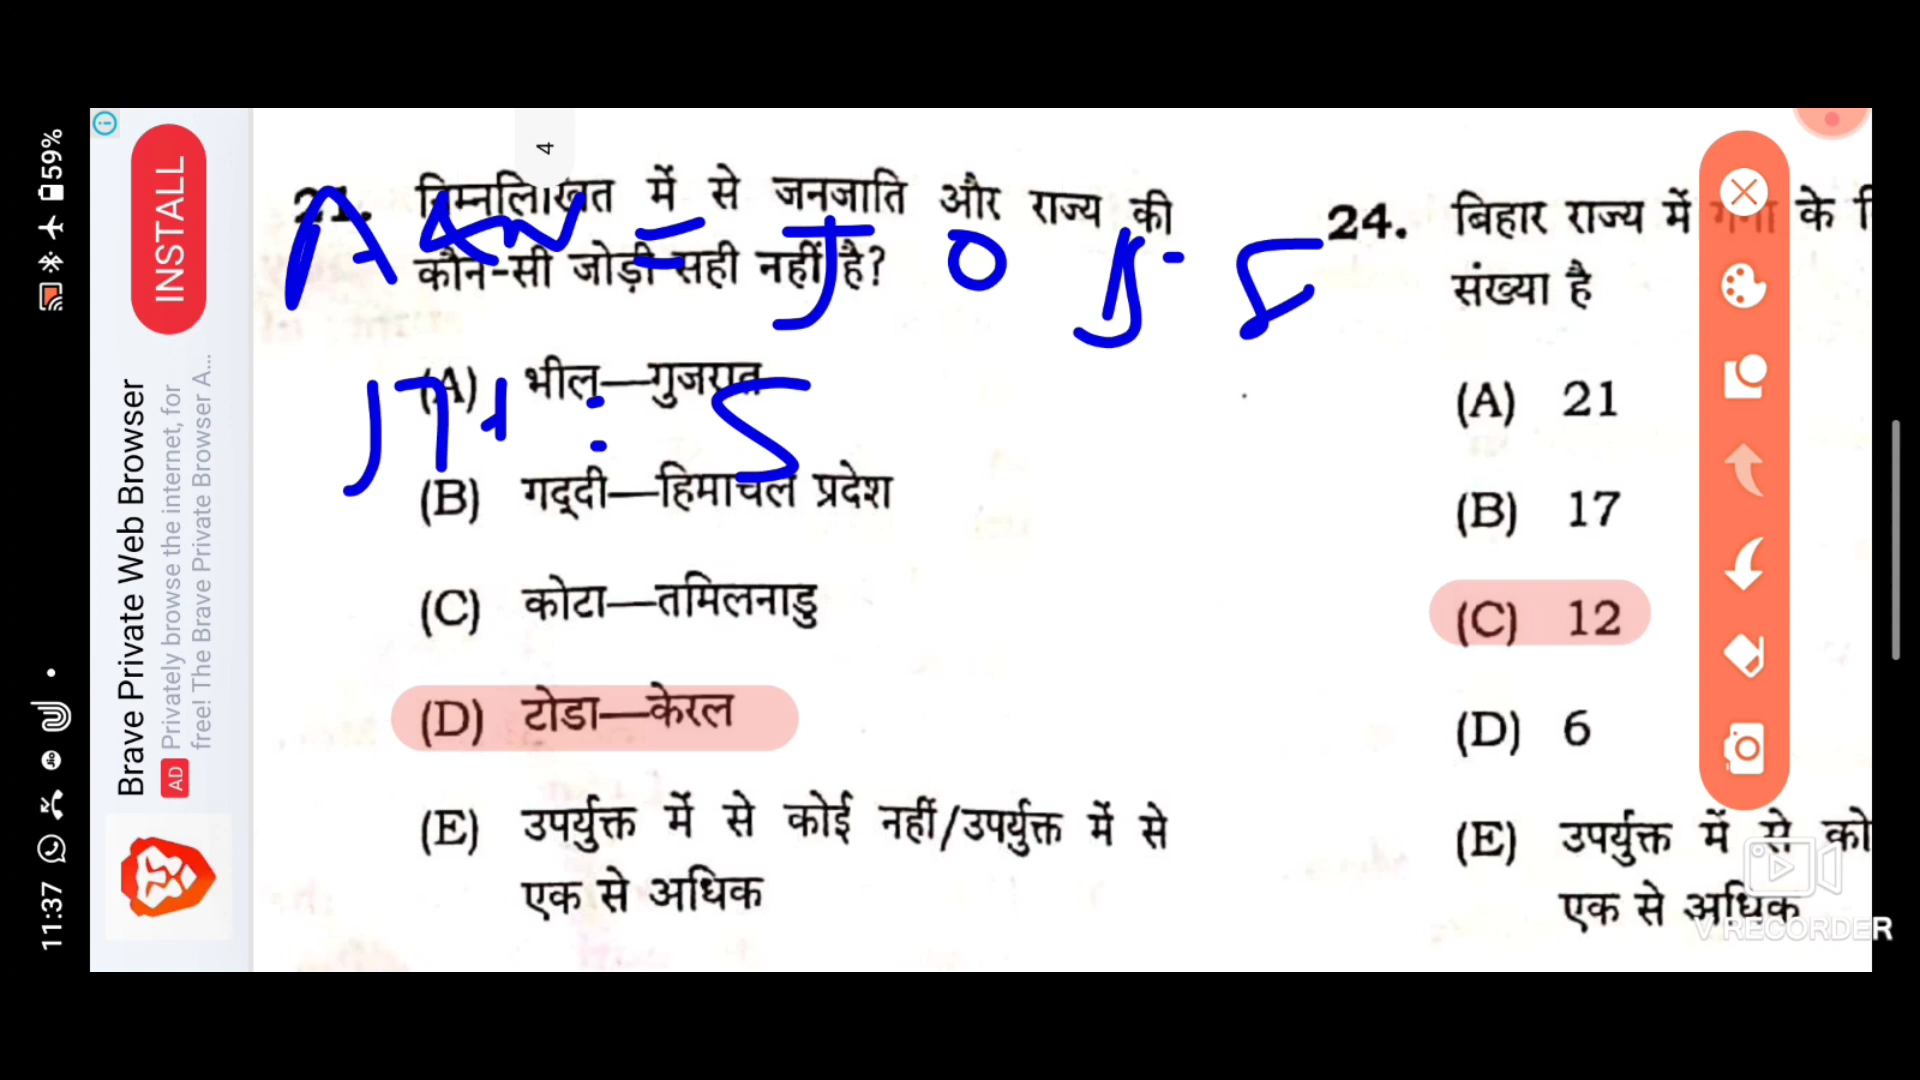 11:37
59%
INSTALL
Brave Private Web Browser
AD Privately browse the internet, for
free! The Brave Private Browser A...
4
21. निम्नलिखित में से जनजाति और राज्य की
कौन-सी जोड़ी सही नहीं है?
(A) भील—गुजरात
(B) गद्दी—हिमाचल प्रदेश
(C) कोटा—तमिलनाडु
(D) टोडा—केरल
(E) उपर्युक्त में से कोई नहीं/उपर्युक्त में से
एक से अधिक
24. बिहार राज्य में गंगा के
संख्या है
(A) 21
(B) 17
(C) 12
(D) 6
(E) उपर्युक्त में से को
एक से अधिक
V RECORDER